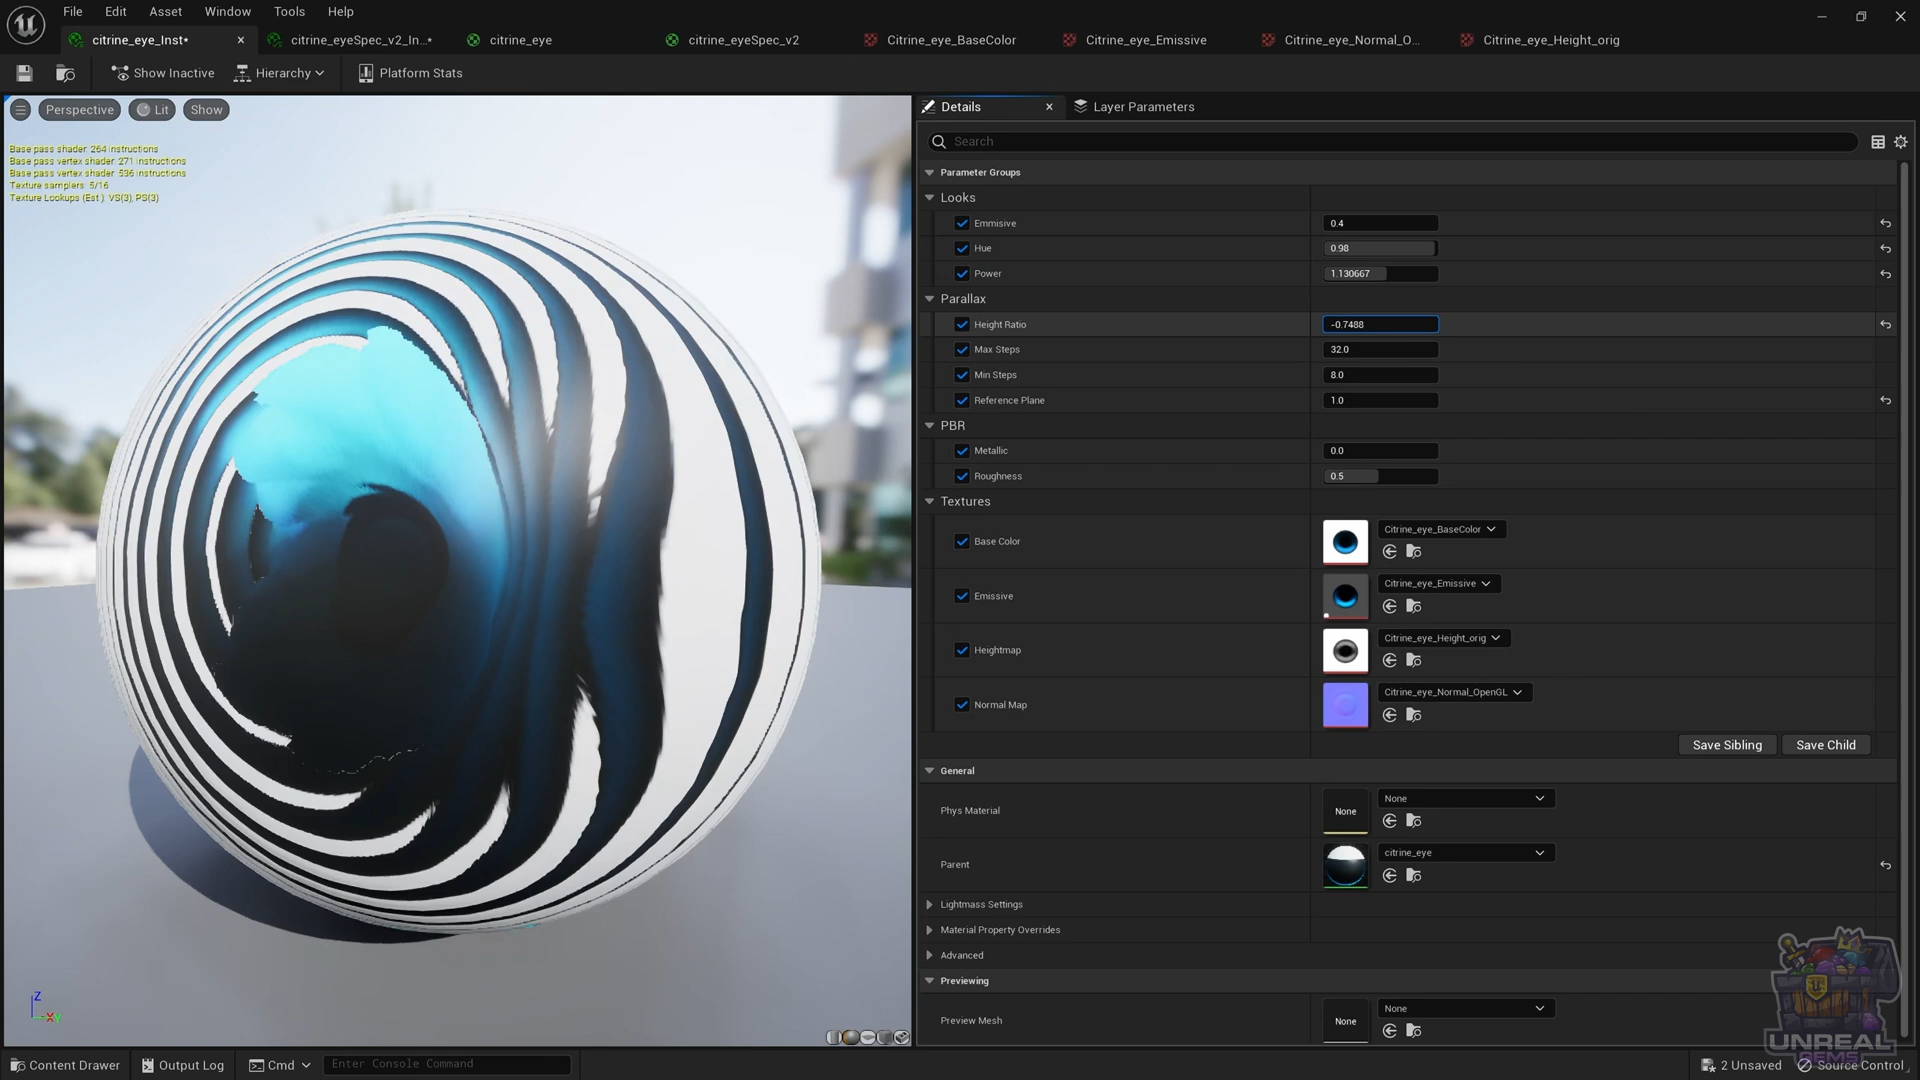 File Edit Asset Window Tools Help
citrine_eye_Inst* citrine_eyeSpec_v2_In...* citrine_eye citrine_eyeSpec_v2 Citrine_eye_BaseColor Citrine_eye_Emissive Citrine_eye_Normal_O... Citrine_eye_Height_orig
Show Inactive Hierarchy Platform Stats
Perspective Lit Show
Base pass shader: 264 instructions
Base pass vertex shader: 271 instructions
Base pass vertex shader: 536 instructions
Texture samplers: 5/16
Texture Lookups (Est.): VS(3), PS(3)
Details Layer Parameters
Search
Parameter Groups
Looks
Emmisive 0.4
Hue 0.98
Power 1.130667
Parallax
Height Ratio -0.7488
Max Steps 32.0
Min Steps 8.0
Reference Plane 1.0
PBR
Metallic 0.0
Roughness 0.5
Textures
Base Color Citrine_eye_BaseColor
Emissive Citrine_eye_Emissive
Heightmap Citrine_eye_Height_orig
Normal Map Citrine_eye_Normal_OpenGL
Save Sibling Save Child
General
Phys Material None None
Parent citrine_eye
Lightmass Settings
Material Property Overrides
Advanced
Previewing
Preview Mesh None None
Z
X Y
UNREAL
GEMS
Content Drawer Output Log Cmd Enter Console Command 2 Unsaved Source Control